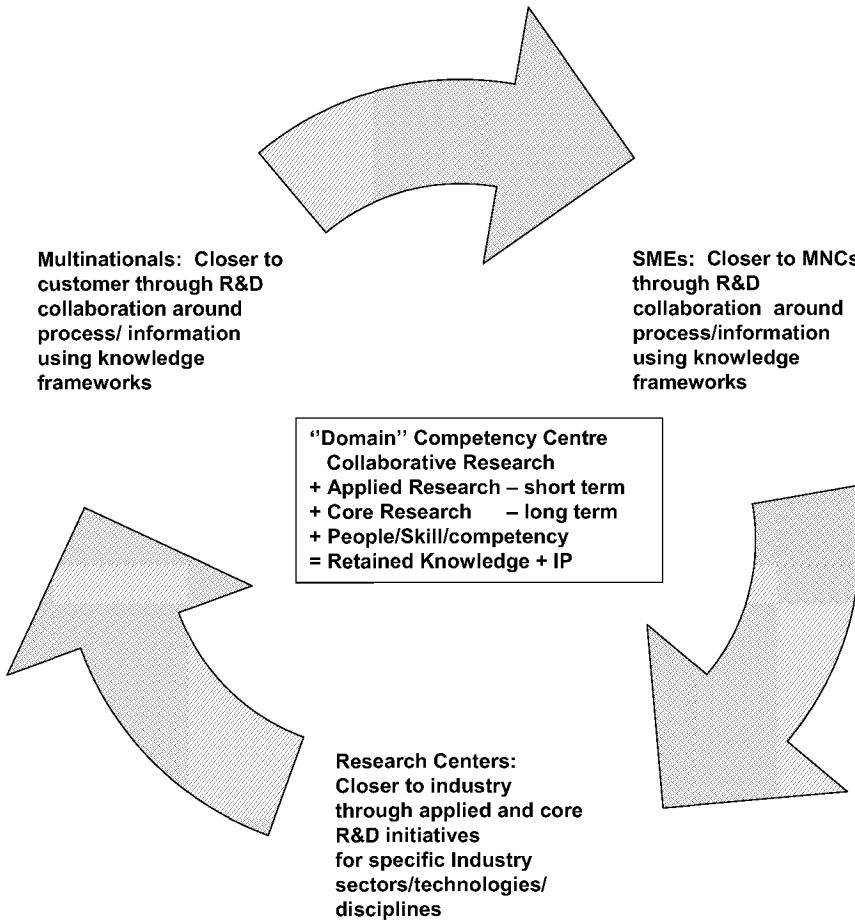 Multinationals:  Closer to
customer through R&D
collaboration around
process/ information
using knowledge
frameworks
SMEs:  Closer to MNCs
through R&D
collaboration  around
process/information
using knowledge
frameworks
‘’Domain’’ Competency Centre
Collaborative Research
+ Applied Research – short term
+ Core Research – long term
+ People/Skill/competency
= Retained Knowledge + IP
Research Centers:
Closer to industry
through applied and core
R&D initiatives
for specific Industry
sectors/technologies/
disciplines